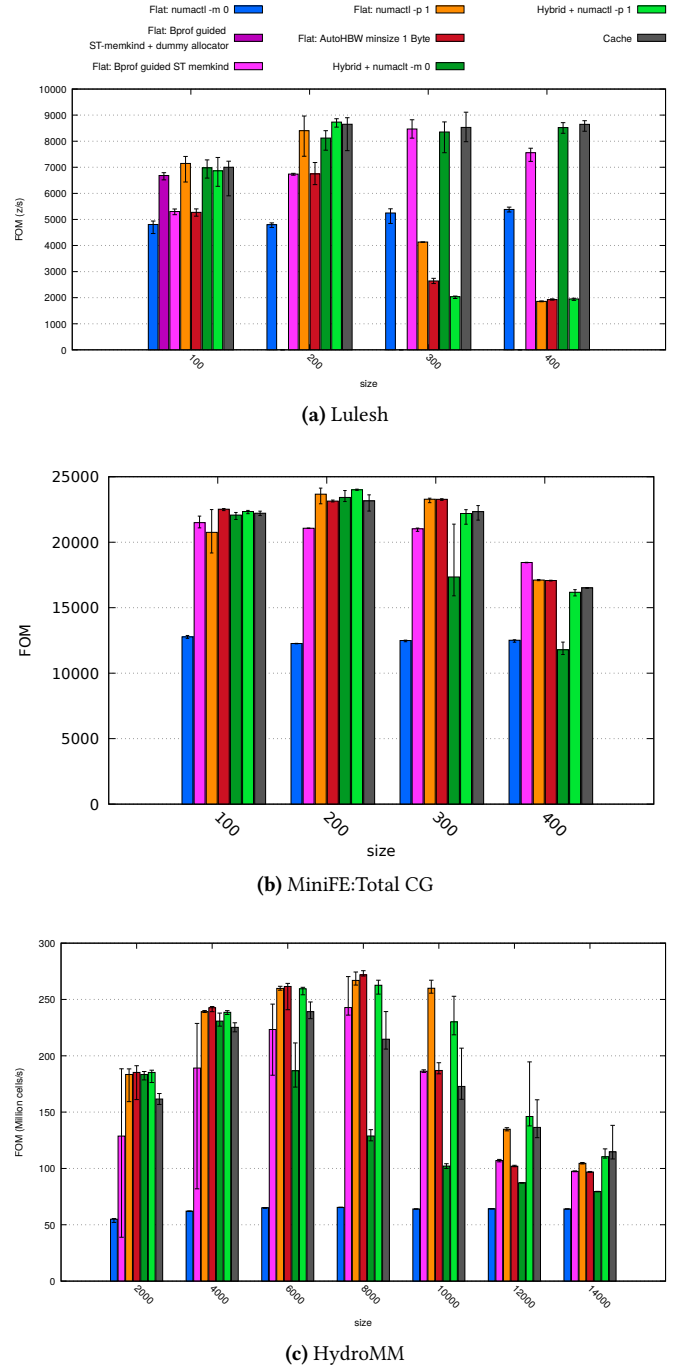 Flat: numactl -m 0
Flat: numactl -p 1
Hybrid + numactl -p 1
Flat: Bprof guided
ST-memkind + dummy allocator
Flat: AutoHBW minsize 1 Byte
Cache
Flat: Bprof guided ST memkind
Hybrid + numaclt -m 0
10000
9000
8000
7000
6000
5000
4000
3000
2000
1000
0
FOM (z/s)
100
200
300
400
size
(a) Lulesh
25000
20000
15000
10000
5000
0
FOM
100
200
300
400
size
(b) MiniFE:Total CG
300
250
200
150
100
50
0
FOM (Million cells/s)
2000
4000
6000
8000
10000
12000
14000
size
(c) HydroMM